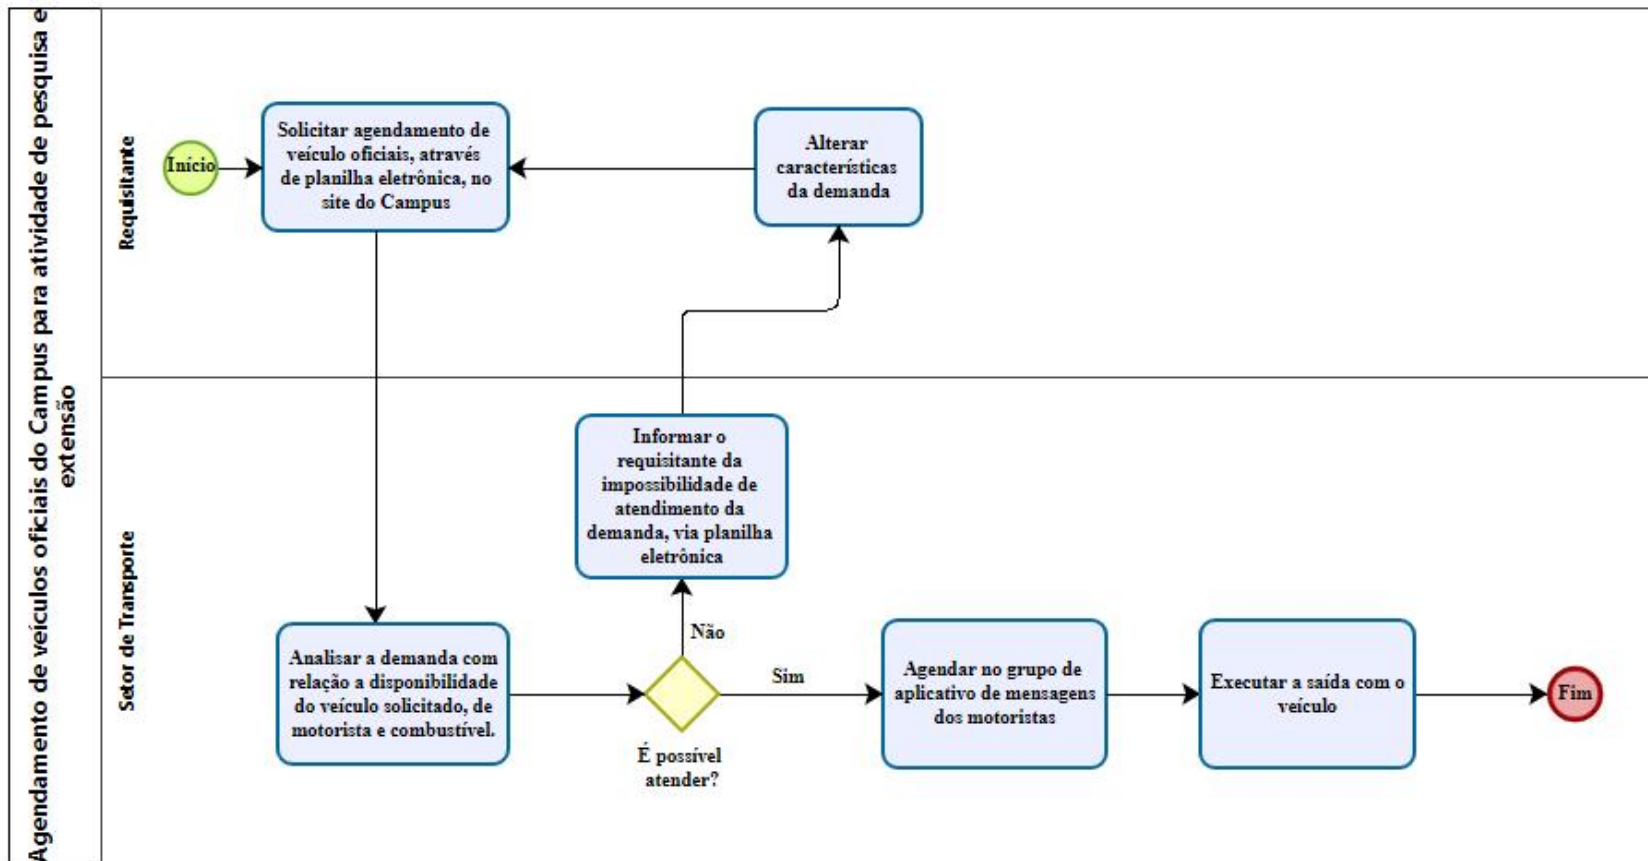 Agendamento de veículos oficiais do Campus para atividade de pesquisa e
extensão
Requisitante
Início
Solicitar agendamento de
veículo oficiais, através
de planilha eletrônica, no
site do Campus
Alterar
características
da demanda
Setor de Transporte
Informar o
requisitante da
impossibilidade de
atendimento da
demanda, via planilha
eletrônica
Não
Analisar a demanda com
relação a disponibilidade
do veículo solicitado, de
motorista e combustível.
É possível
atender?
Sim
Agendar no grupo de
aplicativo de mensagens
dos motoristas
Executar a saída com o
veículo
Fim